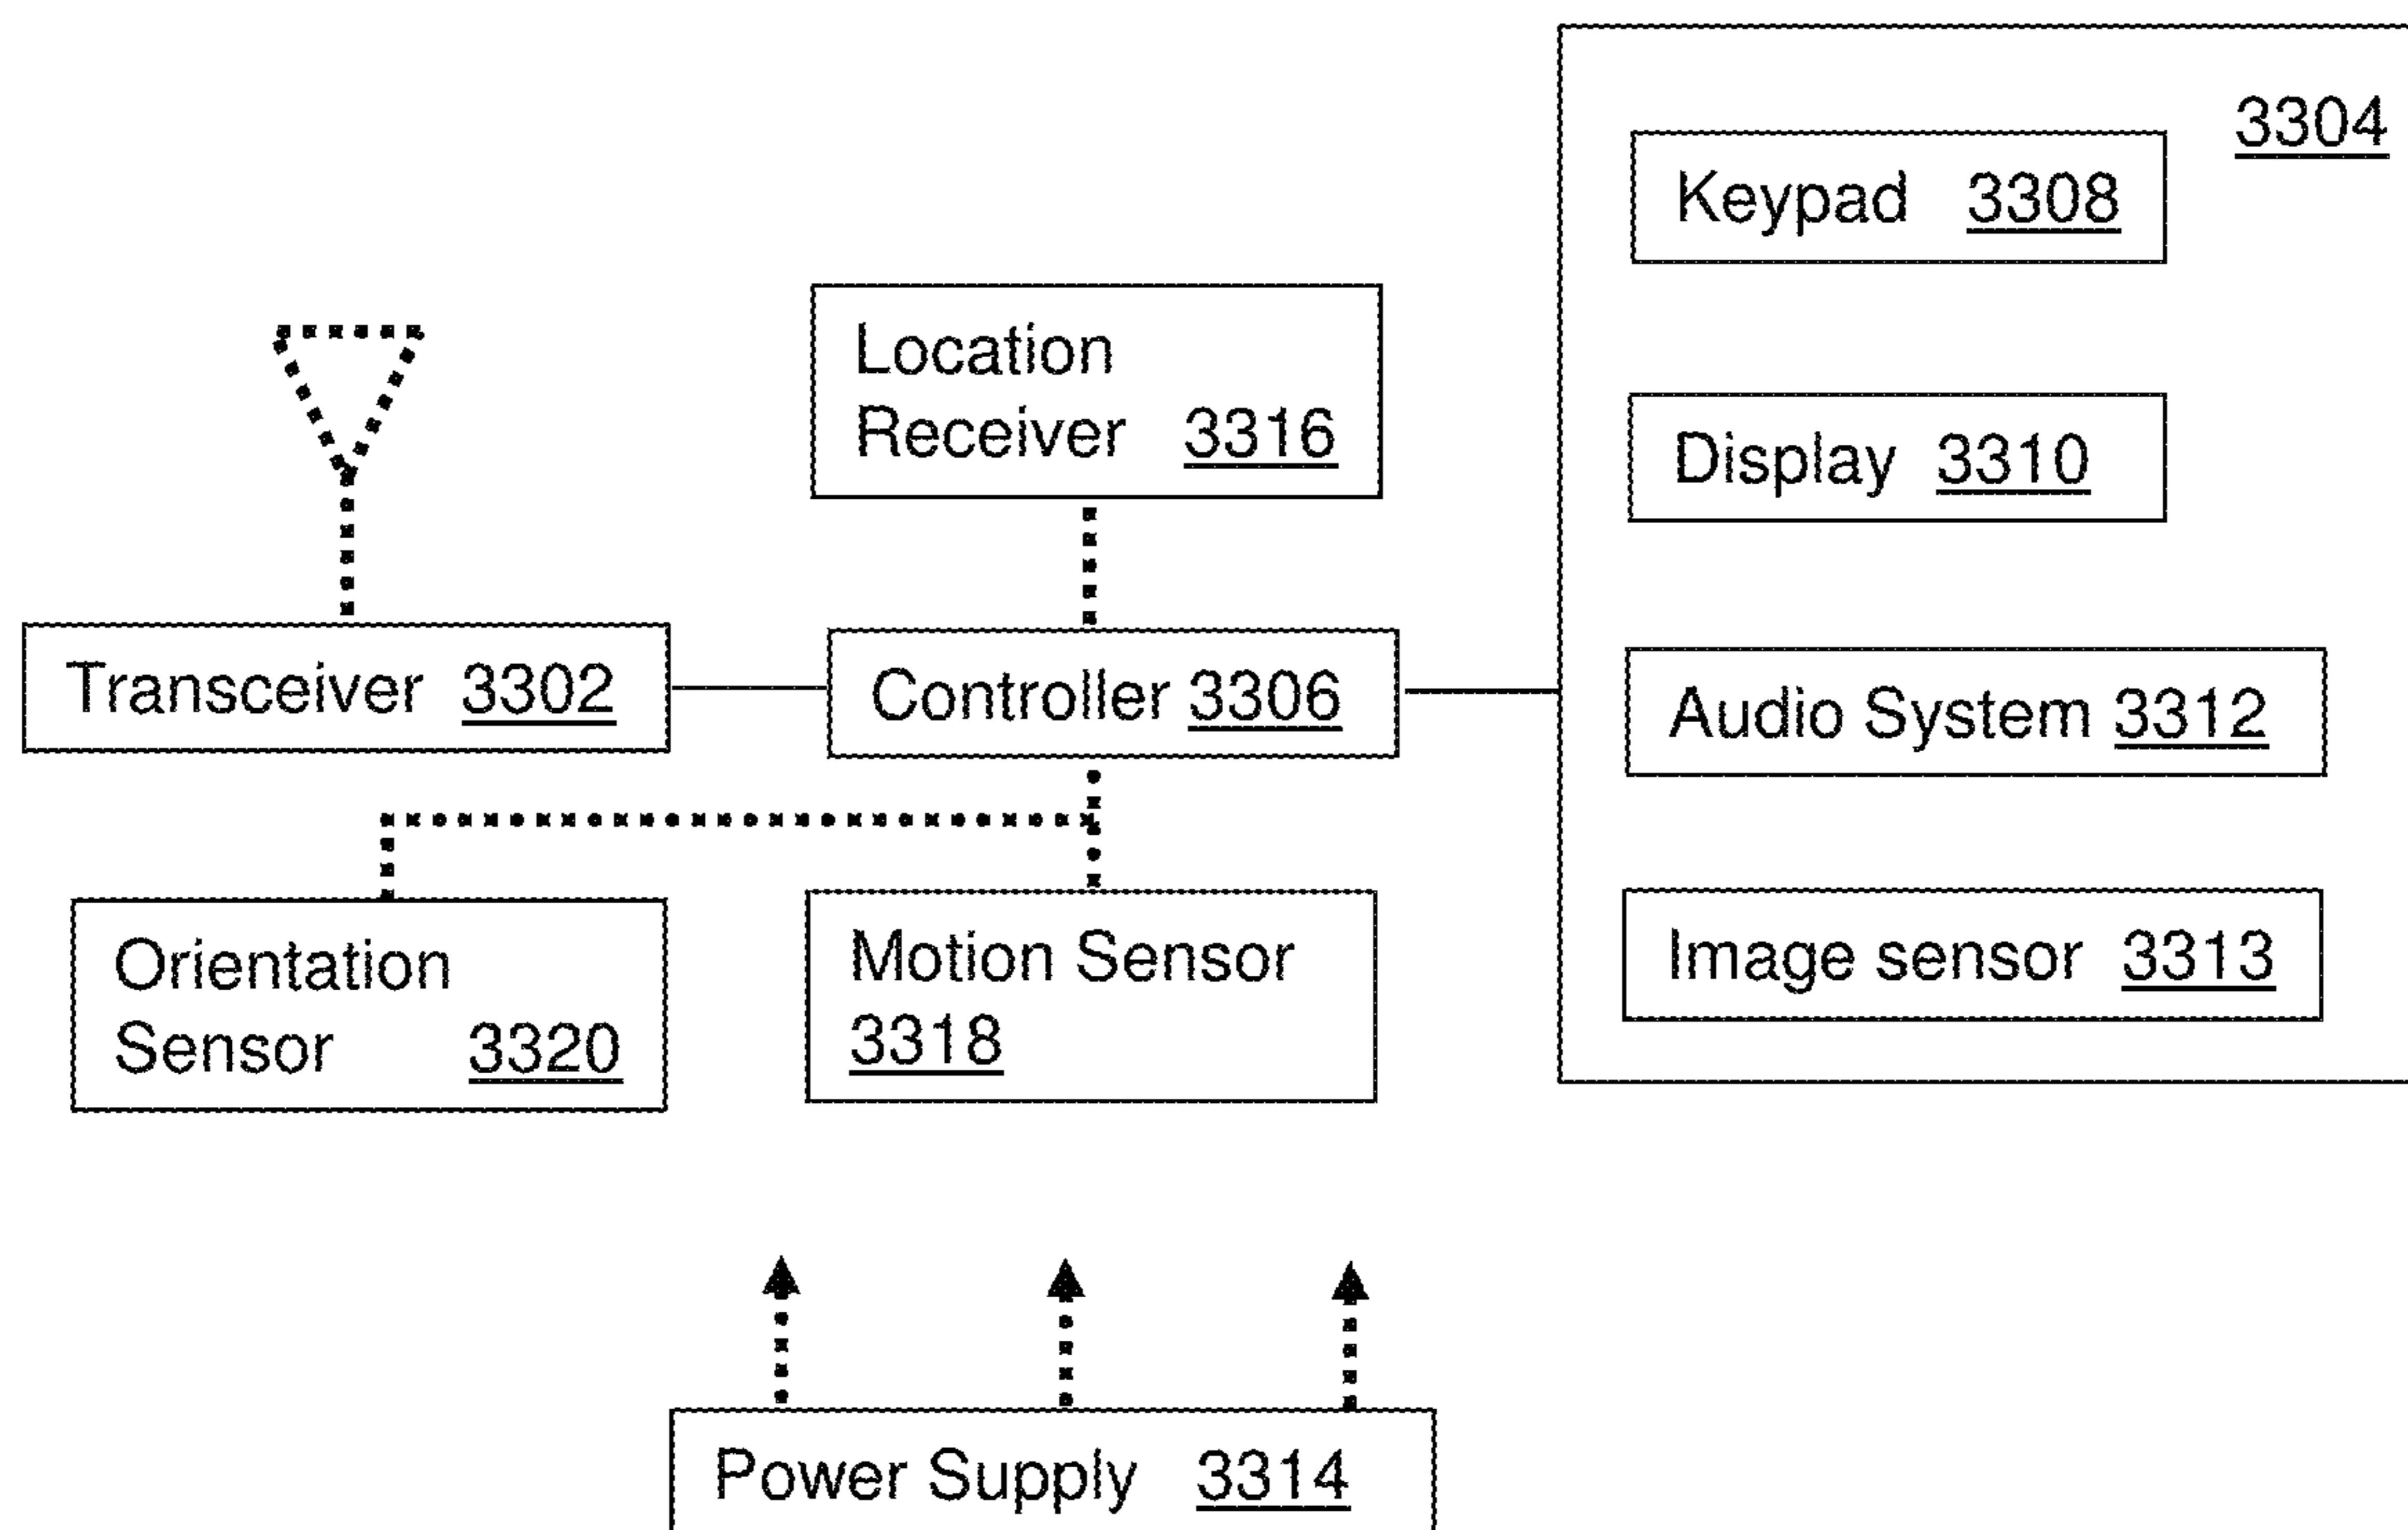 3304
Keypad 3308
Location
Receiver 3316
Display 3310
Transceiver 3302
Controller 3306
Audio System 3312
Orientation
Sensor 3320
Motion Sensor
3318
Image sensor 3313
Power Supply 3314